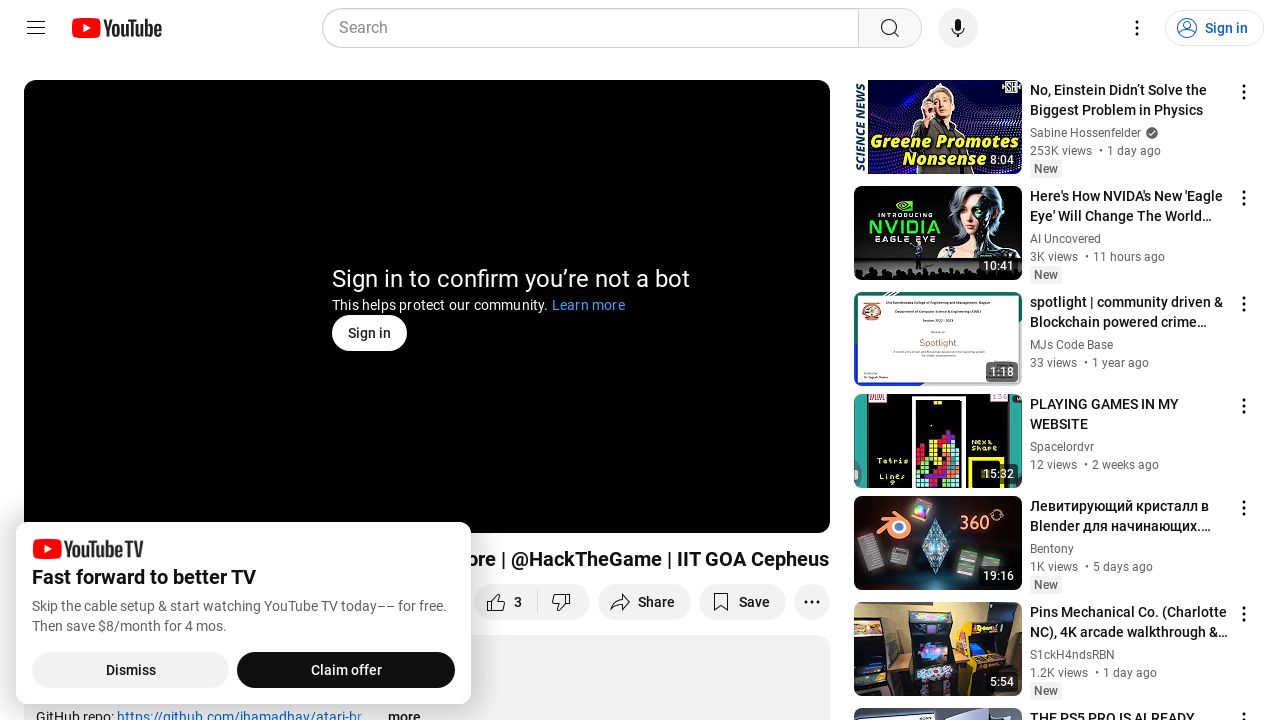 YouTube
Search
Sign in
Sign in to confirm you’re not a bot
This helps protect our community. Learn more
Sign in
ore | @HackTheGame | IIT GOA Cepheus
3
Share
Save
YouTube TV
Fast forward to better TV
Skip the cable setup & start watching YouTube TV today–– for free.
Then save $8/month for 4 mos.
Dismiss
Claim offer
GitHub repo: https://github.com/jhamadhav/atari-br
...more
SCIENCE NEWS
Greene Promotes
Nonsense
8:04
No, Einstein Didn’t Solve the
Biggest Problem in Physics
Sabine Hossenfelder
253K views • 1 day ago
New
INTRODUCING
NVIDIA
EAGLE EYE
10:41
Here's How NVIDA's New 'Eagle
Eye' Will Change The World…
AI Uncovered
3K views • 11 hours ago
New
Spotlight
1:18
spotlight | community driven &
Blockchain powered crime…
MJs Code Base
33 views • 1 year ago
Next
Shape
Tetris
Lines
15:32
PLAYING GAMES IN MY
WEBSITE
Spacelordvr
12 views • 2 weeks ago
360°
19:16
Левитирующий кристалл в
Blender для начинающих.…
Bentony
1K views • 5 days ago
New
5:54
Pins Mechanical Co. (Charlotte
NC), 4K arcade walkthrough &…
S1ckH4ndsRBN
1.2K views • 1 day ago
New
THE PS5 PRO IS ALREADY